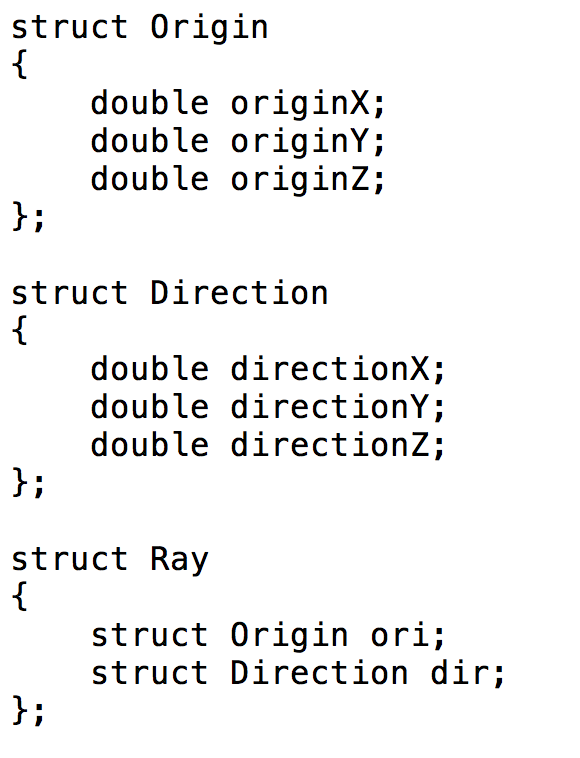 struct Origin
{
    double originX;
    double originY;
    double originZ;
};

struct Direction
{
    double directionX;
    double directionY;
    double directionZ;
};

struct Ray
{
    struct Origin ori;
    struct Direction dir;
};